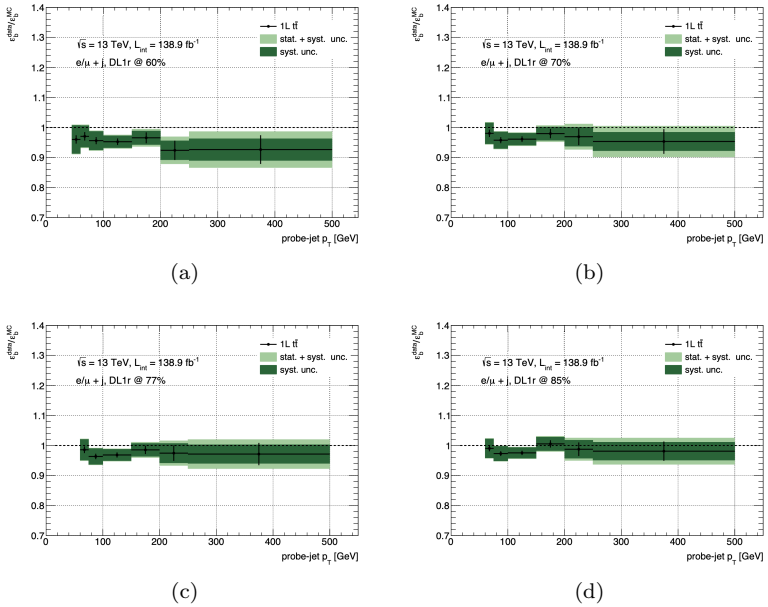 ε_b^data/ε_b^MC
1.4
1.3
1.2
1.1
1
0.9
0.8
0.7
√s = 13 TeV, L_int = 138.9 fb⁻¹
e/μ + j, DL1r @ 60%
1L tt̄
stat. + syst. unc.
syst. unc.
0 100 200 300 400 500
probe-jet p_T [GeV]
(a)
ε_b^data/ε_b^MC
1.4
1.3
1.2
1.1
1
0.9
0.8
0.7
√s = 13 TeV, L_int = 138.9 fb⁻¹
e/μ + j, DL1r @ 70%
1L tt̄
stat. + syst. unc.
syst. unc.
0 100 200 300 400 500
probe-jet p_T [GeV]
(b)
ε_b^data/ε_b^MC
1.4
1.3
1.2
1.1
1
0.9
0.8
0.7
√s = 13 TeV, L_int = 138.9 fb⁻¹
e/μ + j, DL1r @ 77%
1L tt̄
stat. + syst. unc.
syst. unc.
0 100 200 300 400 500
probe-jet p_T [GeV]
(c)
ε_b^data/ε_b^MC
1.4
1.3
1.2
1.1
1
0.9
0.8
0.7
√s = 13 TeV, L_int = 138.9 fb⁻¹
e/μ + j, DL1r @ 85%
1L tt̄
stat. + syst. unc.
syst. unc.
0 100 200 300 400 500
probe-jet p_T [GeV]
(d)